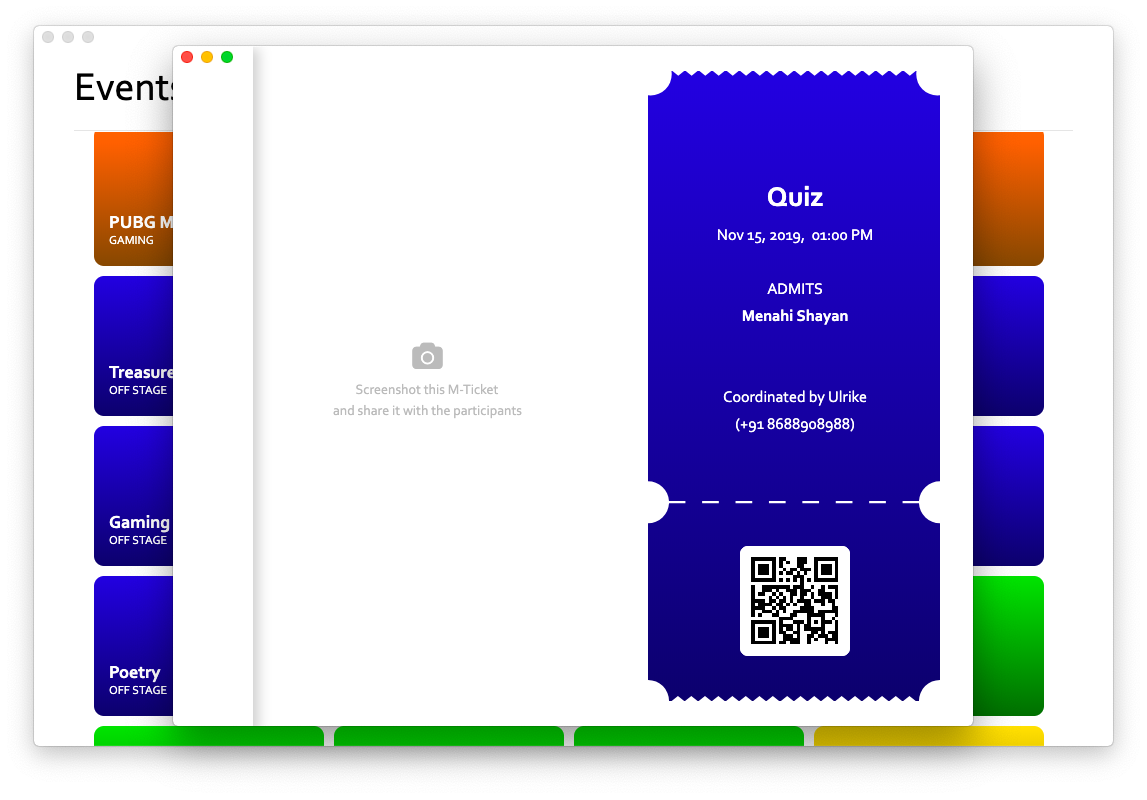 Events
PUBG M
GAMING
Treasure
OFF STAGE
Gaming
OFF STAGE
Poetry
OFF STAGE
Screenshot this M-Ticket
and share it with the participants
Quiz
Nov 15, 2019, 01:00 PM
ADMITS
Menahi Shayan
Coordinated by Ulrike
(+91 8688908988)